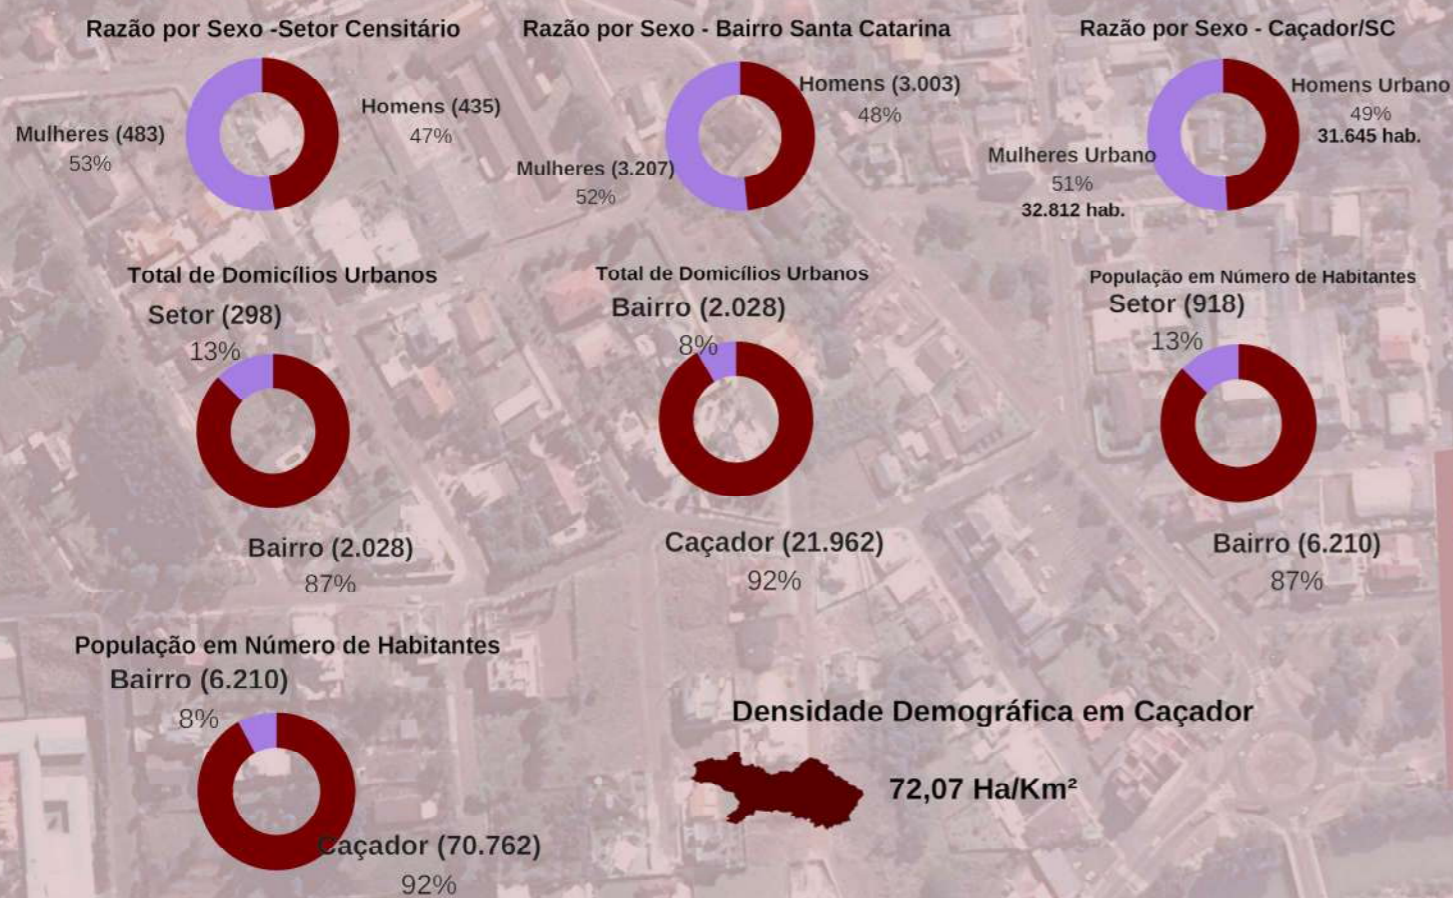 Razão por Sexo -Setor Censitário
Homens (435)
47%
Mulheres (483)
53%
Razão por Sexo - Bairro Santa Catarina
Homens (3.003)
48%
Mulheres (3.207)
52%
Razão por Sexo - Caçador/SC
Homens Urbano
49%
31.645 hab.
Mulheres Urbano
51%
32.812 hab.
Total de Domicílios Urbanos
Setor (298)
13%
Bairro (2.028)
87%
Total de Domicílios Urbanos
Bairro (2.028)
8%
Caçador (21.962)
92%
População em Número de Habitantes
Setor (918)
13%
Bairro (6.210)
87%
População em Número de Habitantes
Bairro (6.210)
8%
Caçador (70.762)
92%
Densidade Demográfica em Caçador
72,07 Ha/Km²